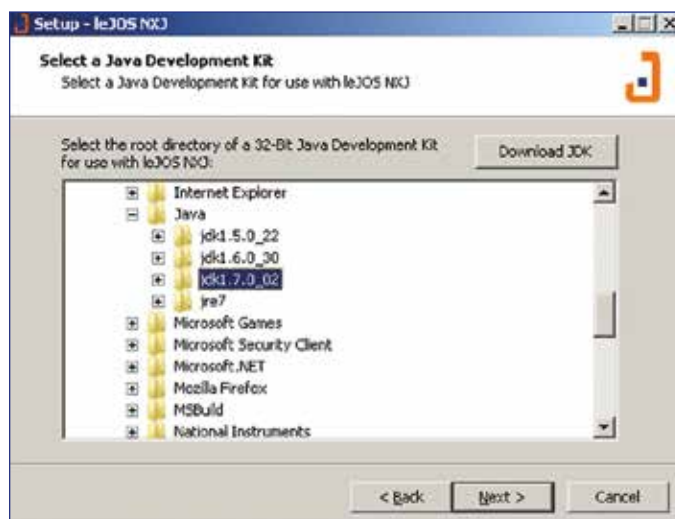 Setup - leJOS NXJ
Select a Java Development Kit
Select a Java Development Kit for use with leJOS NXJ
Select the root directory of a 32-Bit Java Development Kit
for use with leJOS NXJ:
Download JDK
Internet Explorer
Java
jdk1.5.0_22
jdk1.6.0_30
jdk1.7.0_02
jre7
Microsoft Games
Microsoft Security Client
Microsoft.NET
Mozilla Firefox
MSBuild
National Instruments
< Back
Next >
Cancel